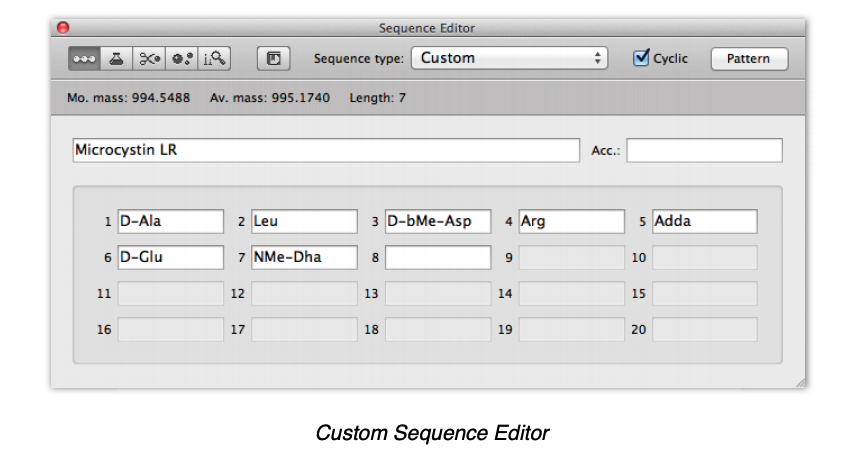 Sequence Editor
Sequence type: Custom Cyclic Pattern
Mo. mass: 994.5488 Av. mass: 995.1740 Length: 7
Microcystin LR Acc.:
1 D-Ala 2 Leu 3 D-bMe-Asp 4 Arg 5 Adda
6 D-Glu 7 NMe-Dha 8 9 10
11 12 13 14 15
16 17 18 19 20
Custom Sequence Editor